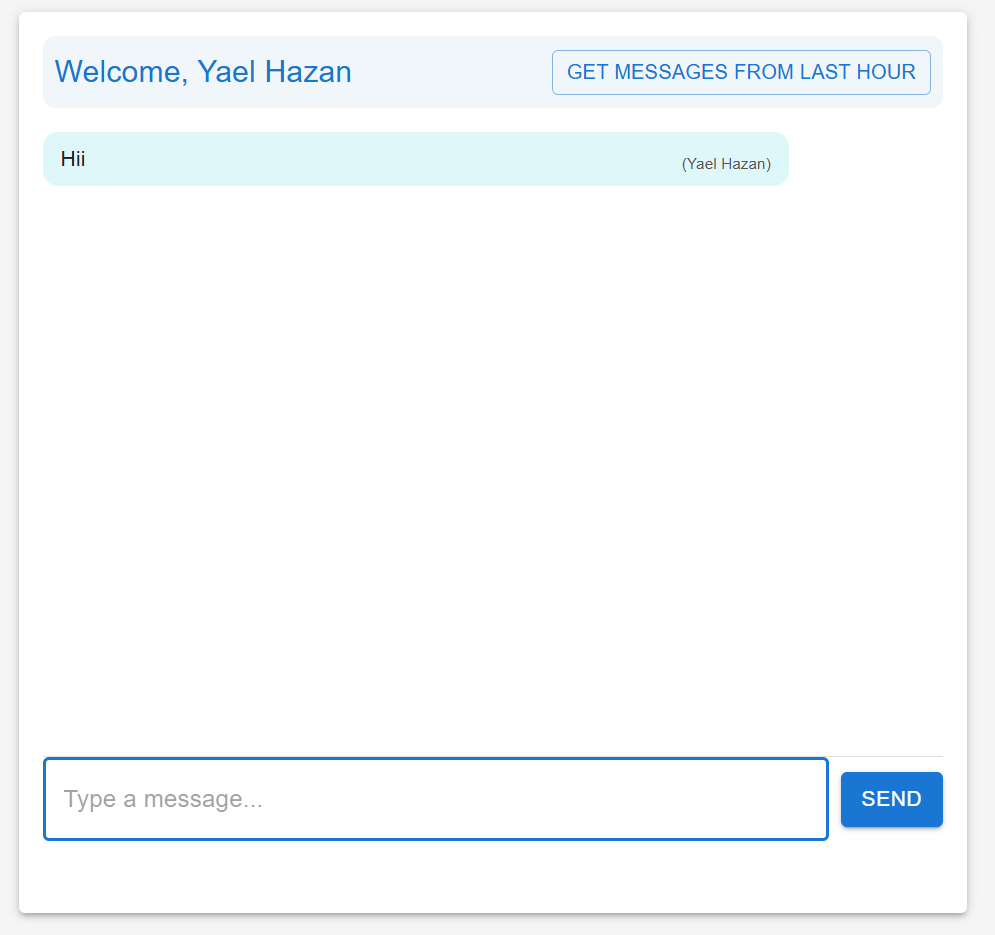 Welcome, Yael Hazan
GET MESSAGES FROM LAST HOUR
Hii
(Yael Hazan)
Type a message...
SEND